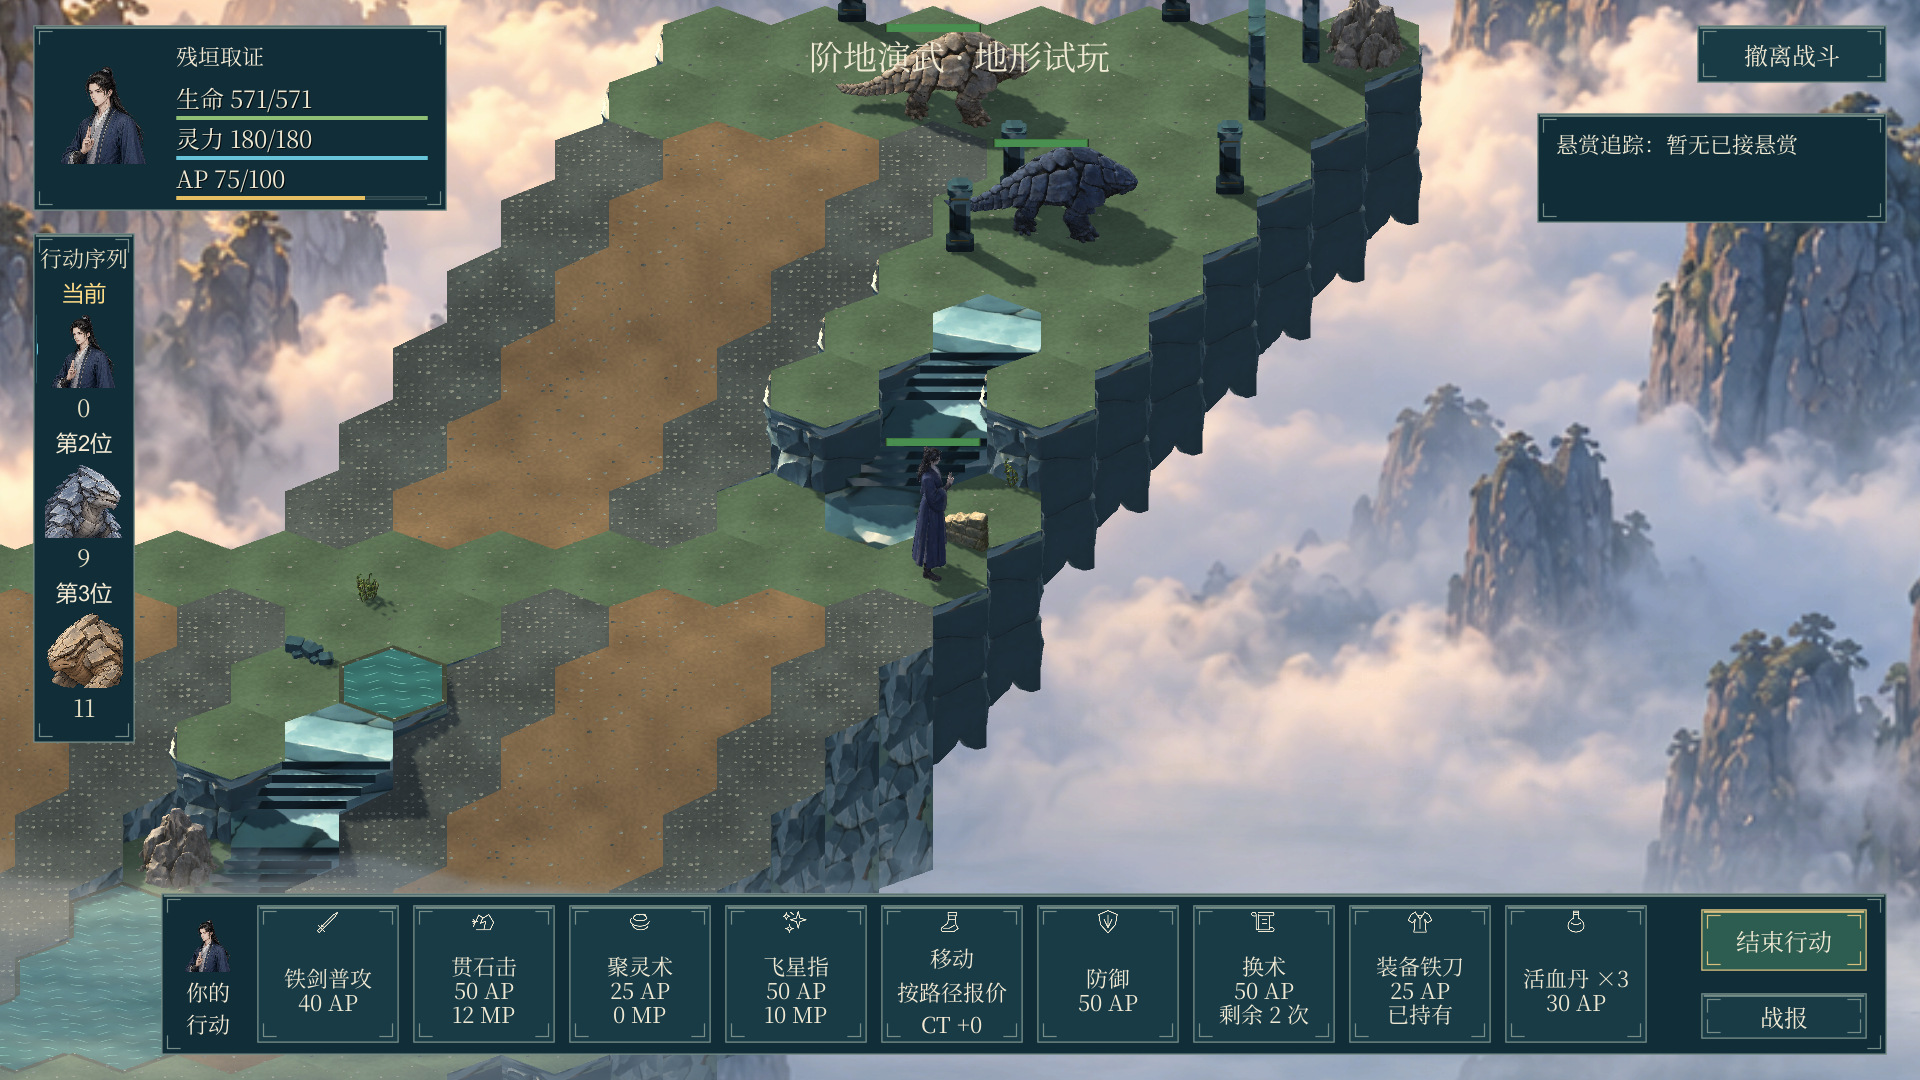 残垣取证
生命 571/571
灵力 180/180
AP 75/100
阶地演武 · 地形试玩
撤离战斗
悬赏追踪：暂无已接悬赏
行动序列
当前
0
第2位
9
第3位
11
你的
行动
铁剑普攻
40 AP
贯石击
50 AP
12 MP
聚灵术
25 AP
0 MP
飞星指
50 AP
10 MP
移动
按路径报价
CT +0
防御
50 AP
换术
50 AP
剩余 2 次
装备铁刀
25 AP
已持有
活血丹 ×3
30 AP
结束行动
战报